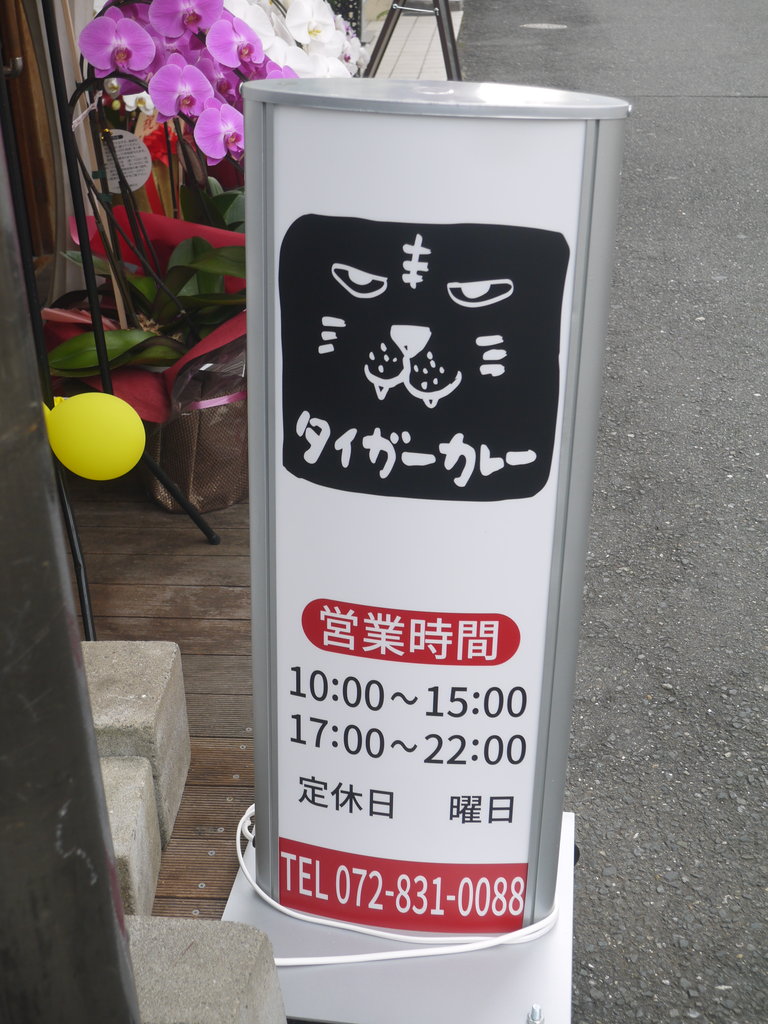 タイガーカレー
営業時間
10:00～15:00
17:00～22:00
定休日　曜日
TEL 072-831-0088